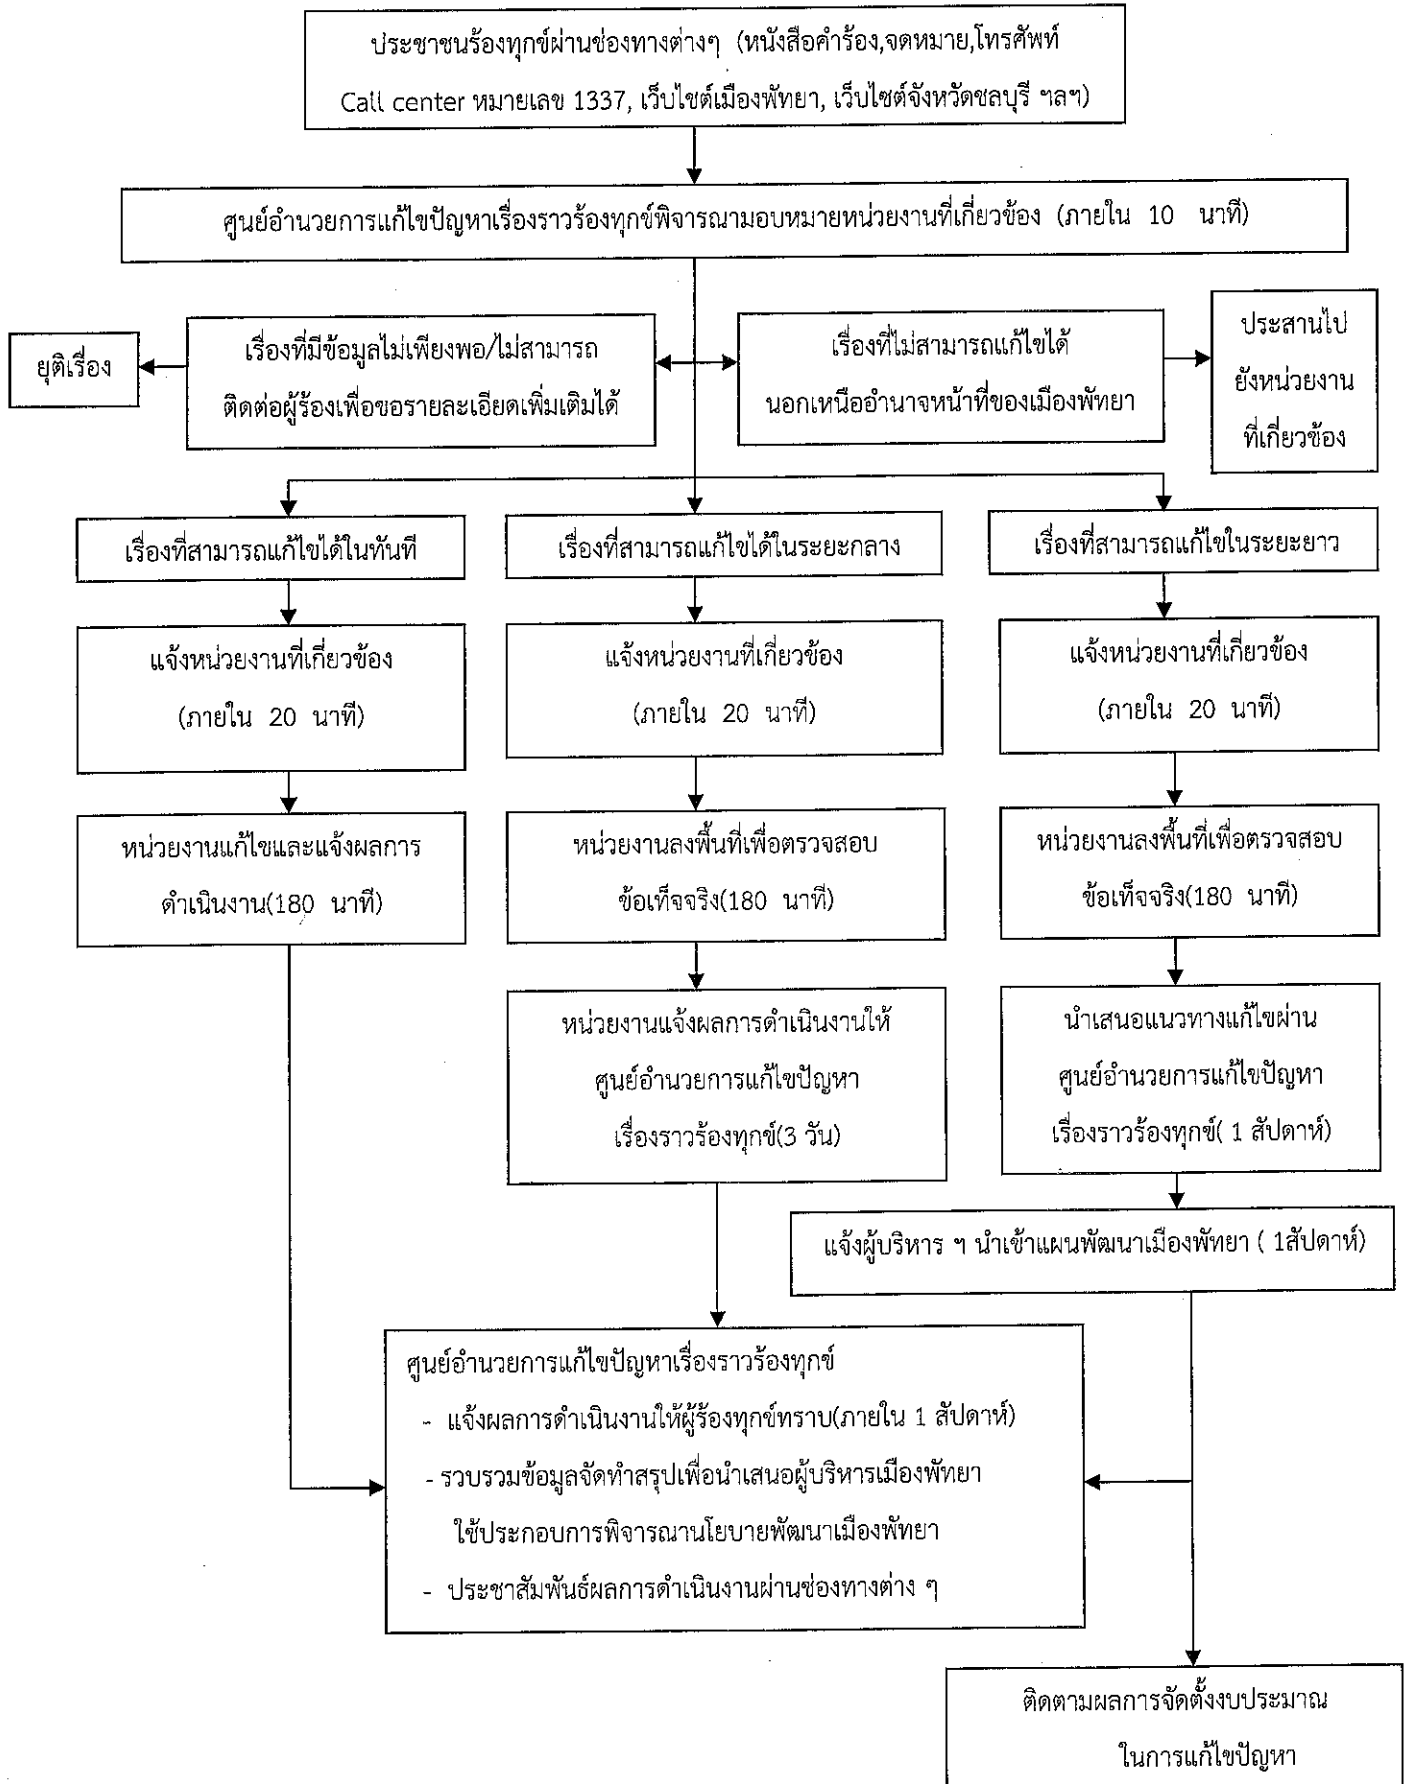 ประชาชนร้องทุกข์ผ่านช่องทางต่างๆ (หนังสือคำร้อง,จดหมาย,โทรศัพท์
Call center หมายเลข 1337, เว็บไซต์เมืองพัทยา, เว็บไซต์จังหวัดชลบุรี ฯลฯ)
ศูนย์อำนวยการแก้ไขปัญหาเรื่องราวร้องทุกข์พิจารณามอบหมายหน่วยงานที่เกี่ยวข้อง (ภายใน 10 นาที)
ยุติเรื่อง
เรื่องที่มีข้อมูลไม่เพียงพอ/ไม่สามารถ
ติดต่อผู้ร้องเพื่อขอรายละเอียดเพิ่มเติมได้
เรื่องที่ไม่สามารถแก้ไขได้
นอกเหนืออำนาจหน้าที่ของเมืองพัทยา
ประสานไป
ยังหน่วยงาน
ที่เกี่ยวข้อง
เรื่องที่สามารถแก้ไขได้ในทันที
เรื่องที่สามารถแก้ไขได้ในระยะกลาง
เรื่องที่สามารถแก้ไขในระยะยาว
แจ้งหน่วยงานที่เกี่ยวข้อง
(ภายใน 20 นาที)
แจ้งหน่วยงานที่เกี่ยวข้อง
(ภายใน 20 นาที)
แจ้งหน่วยงานที่เกี่ยวข้อง
(ภายใน 20 นาที)
หน่วยงานแก้ไขและแจ้งผลการ
ดำเนินงาน(180 นาที)
หน่วยงานลงพื้นที่เพื่อตรวจสอบ
ข้อเท็จจริง(180 นาที)
หน่วยงานลงพื้นที่เพื่อตรวจสอบ
ข้อเท็จจริง(180 นาที)
หน่วยงานแจ้งผลการดำเนินงานให้
ศูนย์อำนวยการแก้ไขปัญหา
เรื่องราวร้องทุกข์(3 วัน)
นำเสนอแนวทางแก้ไขผ่าน
ศูนย์อำนวยการแก้ไขปัญหา
เรื่องราวร้องทุกข์( 1 สัปดาห์)
แจ้งผู้บริหาร ฯ นำเข้าแผนพัฒนาเมืองพัทยา ( 1สัปดาห์)
ศูนย์อำนวยการแก้ไขปัญหาเรื่องราวร้องทุกข์
- แจ้งผลการดำเนินงานให้ผู้ร้องทุกข์ทราบ(ภายใน 1 สัปดาห์)
- รวบรวมข้อมูลจัดทำสรุปเพื่อนำเสนอผู้บริหารเมืองพัทยา
ใช้ประกอบการพิจารณานโยบายพัฒนาเมืองพัทยา
- ประชาสัมพันธ์ผลการดำเนินงานผ่านช่องทางต่าง ๆ
ติดตามผลการจัดตั้งงบประมาณ
ในการแก้ไขปัญหา